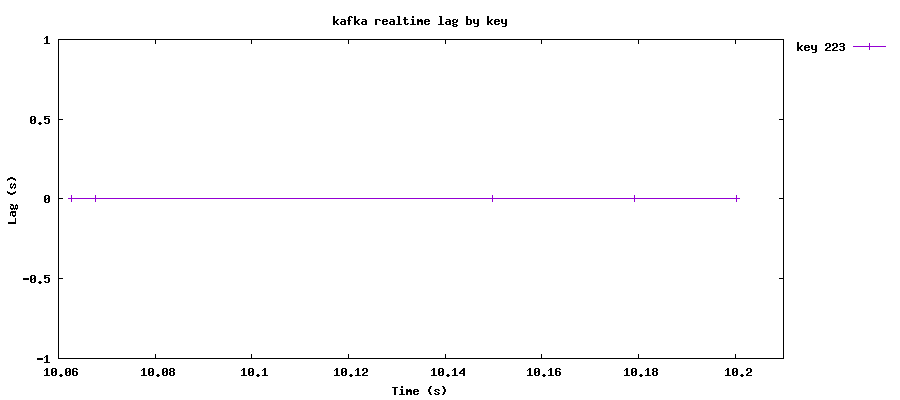 kafka realtime lag by key
key 223
1
0.5
0
-0.5
-1
Lag (s)
10.06 10.08 10.1 10.12 10.14 10.16 10.18 10.2
Time (s)